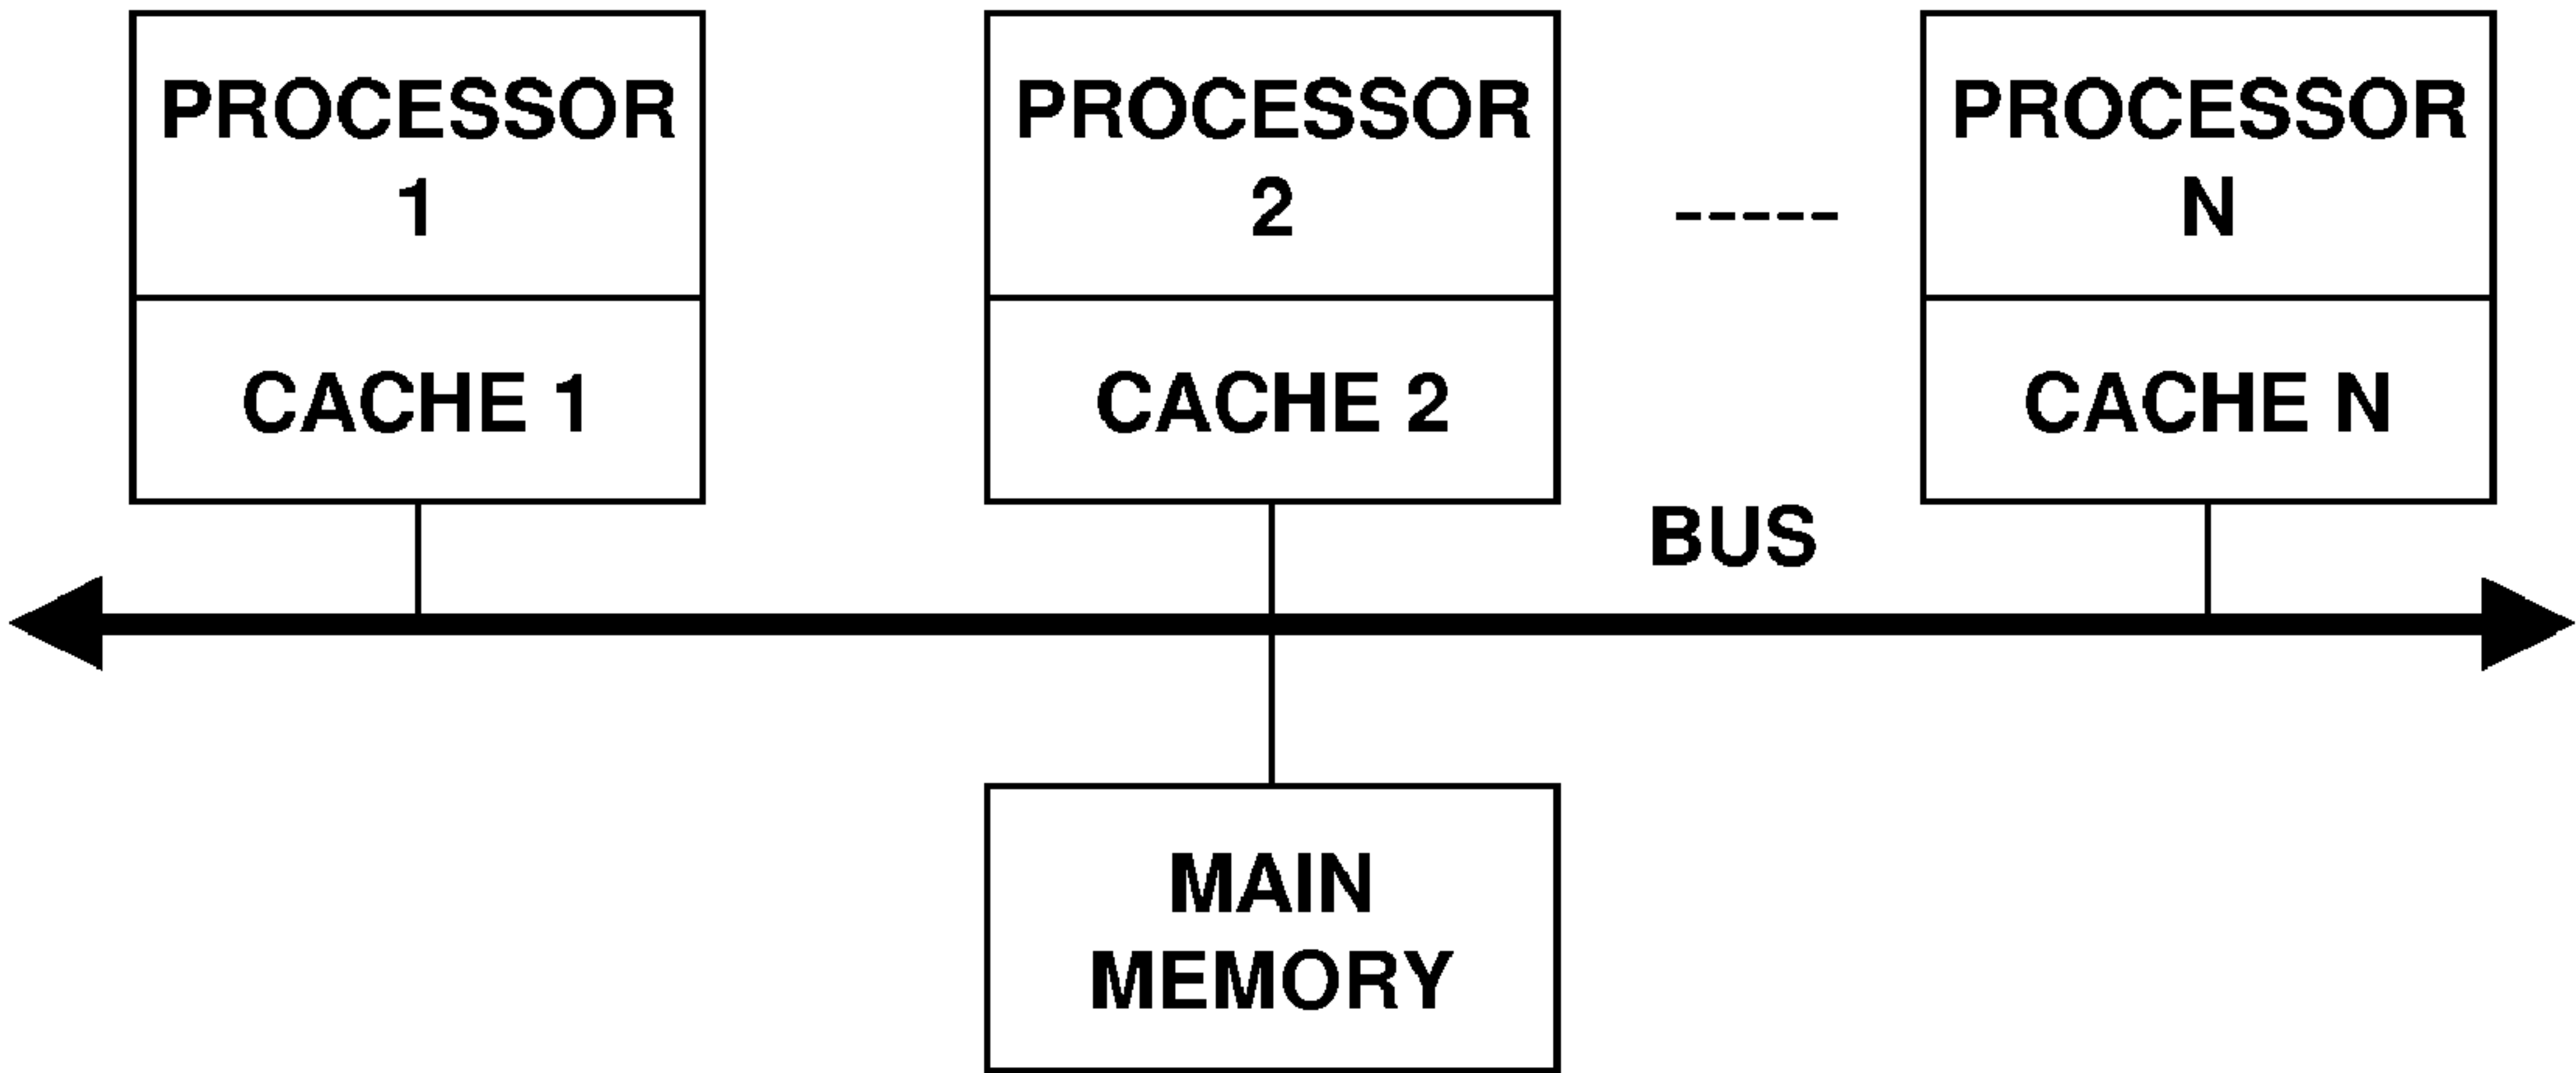 PROCESSOR
1
CACHE 1
PROCESSOR
2
CACHE 2
-----
PROCESSOR
N
CACHE N
BUS
MAIN
MEMORY